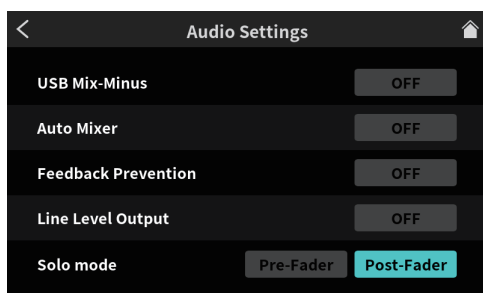 Audio Settings
USB Mix-Minus OFF
Auto Mixer OFF
Feedback Prevention OFF
Line Level Output OFF
Solo mode Pre-Fader Post-Fader